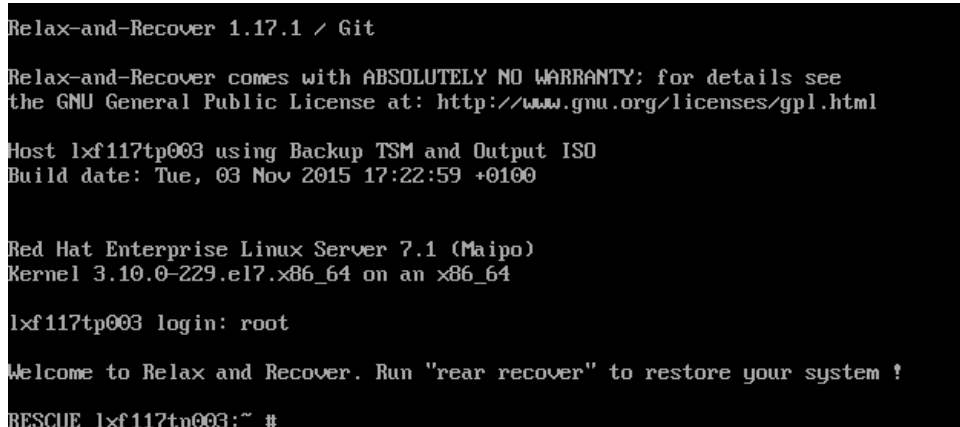 Relax-and-Recover 1.17.1 / Git
Relax-and-Recover comes with ABSOLUTELY NO WARRANTY; for details see
the GNU General Public License at: http://www.gnu.org/licenses/gpl.html
Host lxf117tp003 using Backup TSM and Output ISO
Build date: Tue, 03 Nov 2015 17:22:59 +0100
Red Hat Enterprise Linux Server 7.1 (Maipo)
Kernel 3.10.0-229.el7.x86_64 on an x86_64
lxf117tp003 login: root
Welcome to Relax and Recover. Run "rear recover" to restore your system !
RESCUE lxf117tp003:~ #